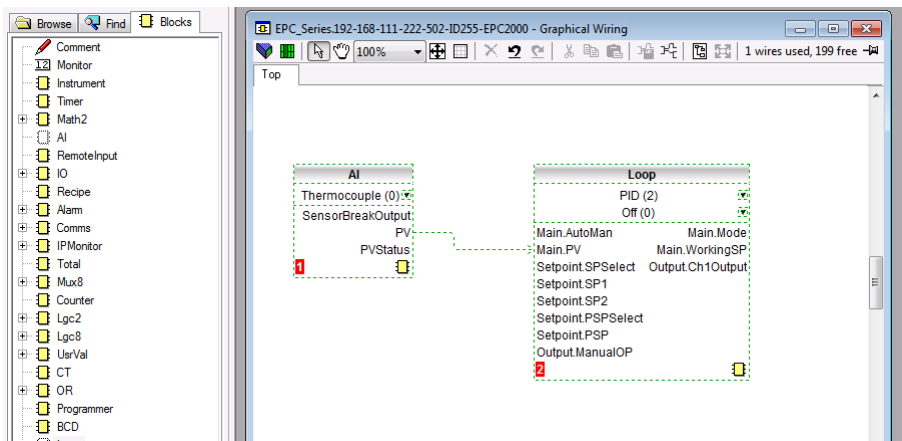 Browse Find Blocks
Comment
12 Monitor
Instrument
Timer
Math2
AI
RemoteInput
IO
Recipe
Alarm
Comms
IPMonitor
Total
Mux8
Counter
Lgc2
Lgc8
UsrVal
CT
OR
Programmer
BCD
EPC_Series.192-168-111-222-502-ID255-EPC2000 - Graphical Wiring
100% 1 wires used, 199 free
Top
AI
Thermocouple (0)
SensorBreakOutput
PV
PVStatus
1
Loop
PID (2)
Off (0)
Main.AutoMan Main.Mode
Main.PV Main.WorkingSP
Setpoint.SPSelect Output.Ch1Output
Setpoint.SP1
Setpoint.SP2
Setpoint.PSPSelect
Setpoint.PSP
Output.ManualOP
2